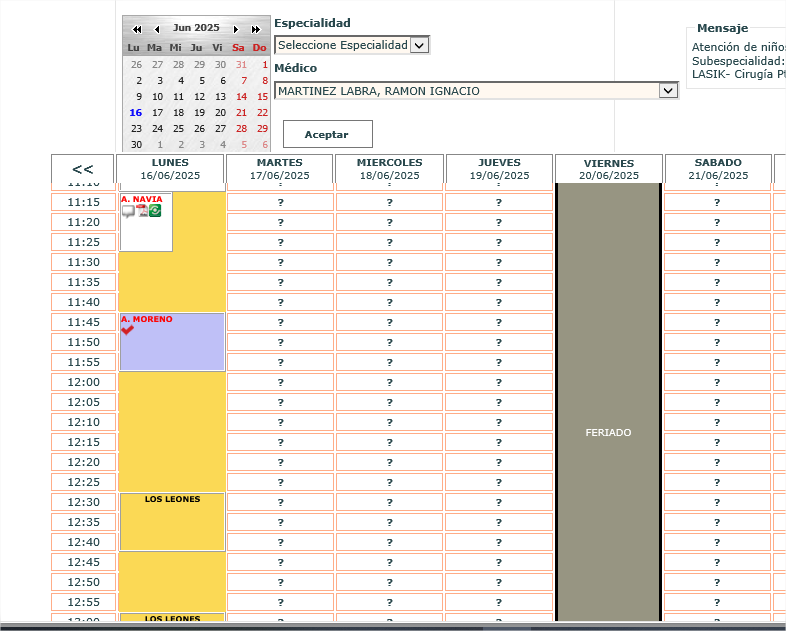 Especialidad
Seleccione Especialidad
Médico
MARTINEZ LABRA, RAMON IGNACIO
Aceptar
Mensaje
Atención de niño
Subespecialidad:
LASIK- Cirugía
Jun 2025
Lu Ma Mi Ju Vi Sa Do
26 27 28 29 30 31 1
2 3 4 5 6 7 8
9 10 11 12 13 14 15
16 17 18 19 20 21 22
23 24 25 26 27 28 29
30 1 2 3 4 5 6
<< LUNES MARTES MIERCOLES JUEVES VIERNES SABADO
16/06/2025 17/06/2025 18/06/2025 19/06/2025 20/06/2025 21/06/2025
11:10
11:15 A. NAVIA ? ? ? ?
11:20 ? ? ? ?
11:25 ? ? ? ?
11:30 ? ? ? ?
11:35 ? ? ? ?
11:40 ? ? ? ?
11:45 A. MORENO ? ? ? ?
11:50 ? ? ? ?
11:55 ? ? ? ?
12:00 ? ? ? ?
12:05 ? ? ? ?
12:10 ? ? ? ?
FERIADO
12:15 ? ? ? ?
12:20 ? ? ? ?
12:25 ? ? ? ?
12:30 LOS LEONES ? ? ? ?
12:35 ? ? ? ?
12:40 ? ? ? ?
12:45 ? ? ? ?
12:50 ? ? ? ?
12:55 ? ? ? ?
13:00 LOS LEONES ? ? ? ?